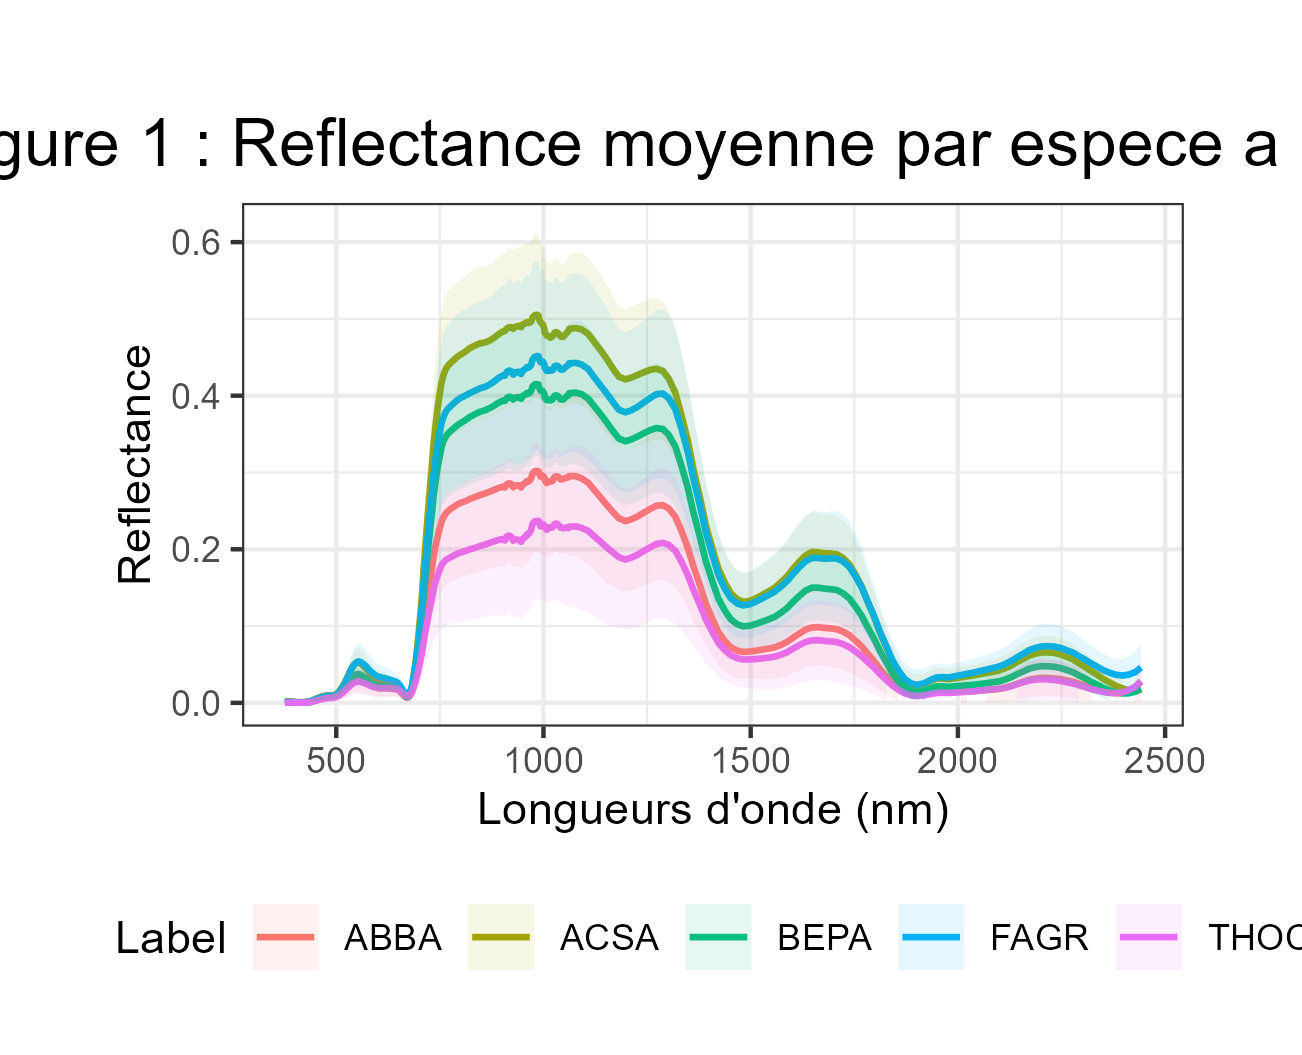 gure 1 : Reflectance moyenne par espece a
Reflectance
0.6
0.4
0.2
0.0
500 1000 1500 2000 2500
Longueurs d'onde (nm)
Label ABBA ACSA BEPA FAGR THOC